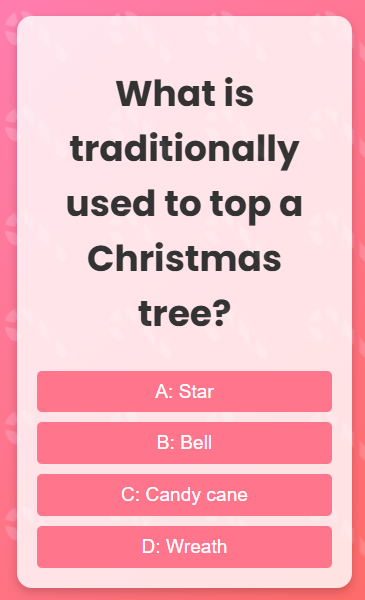 What is
traditionally
used to top a
Christmas
tree?
A: Star
B: Bell
C: Candy cane
D: Wreath